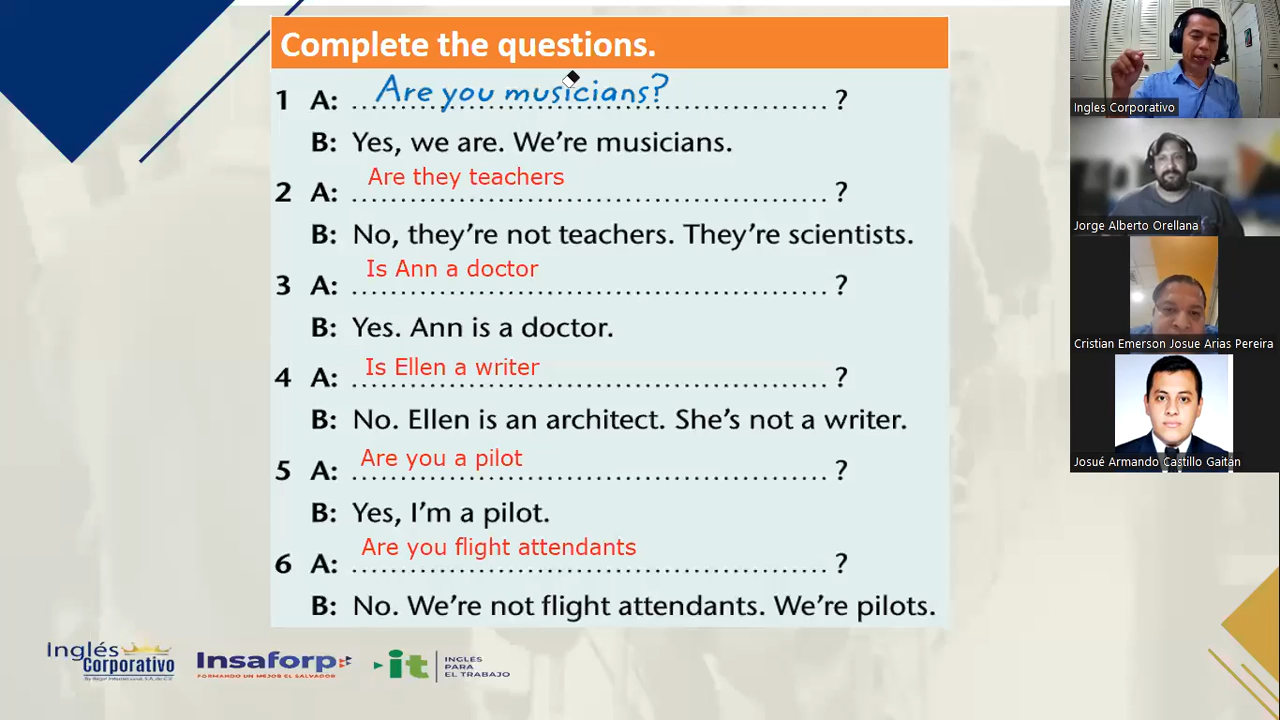 Complete the questions.
1 A: Are you musicians? ?
B: Yes, we are. We're musicians.
Are they teachers
2 A: ?
B: No, they're not teachers. They're scientists.
Is Ann a doctor
3 A: ?
B: Yes. Ann is a doctor.
Is Ellen a writer
4 A: ?
B: No. Ellen is an architect. She's not a writer.
Are you a pilot
5 A: ?
B: Yes, I'm a pilot.
Are you flight attendants
6 A: ?
B: No. We're not flight attendants. We're pilots.
Inglés
Corporativo
Insaforp
FORMANDO UN MEJOR EL SALVADOR
it
INGLÉS
PARA
EL TRABAJO
Ingles Corporativo
Jorge Alberto Orellana
Cristian Emerson Josue Arias Pereira
Josué Armando Castillo Gaitán